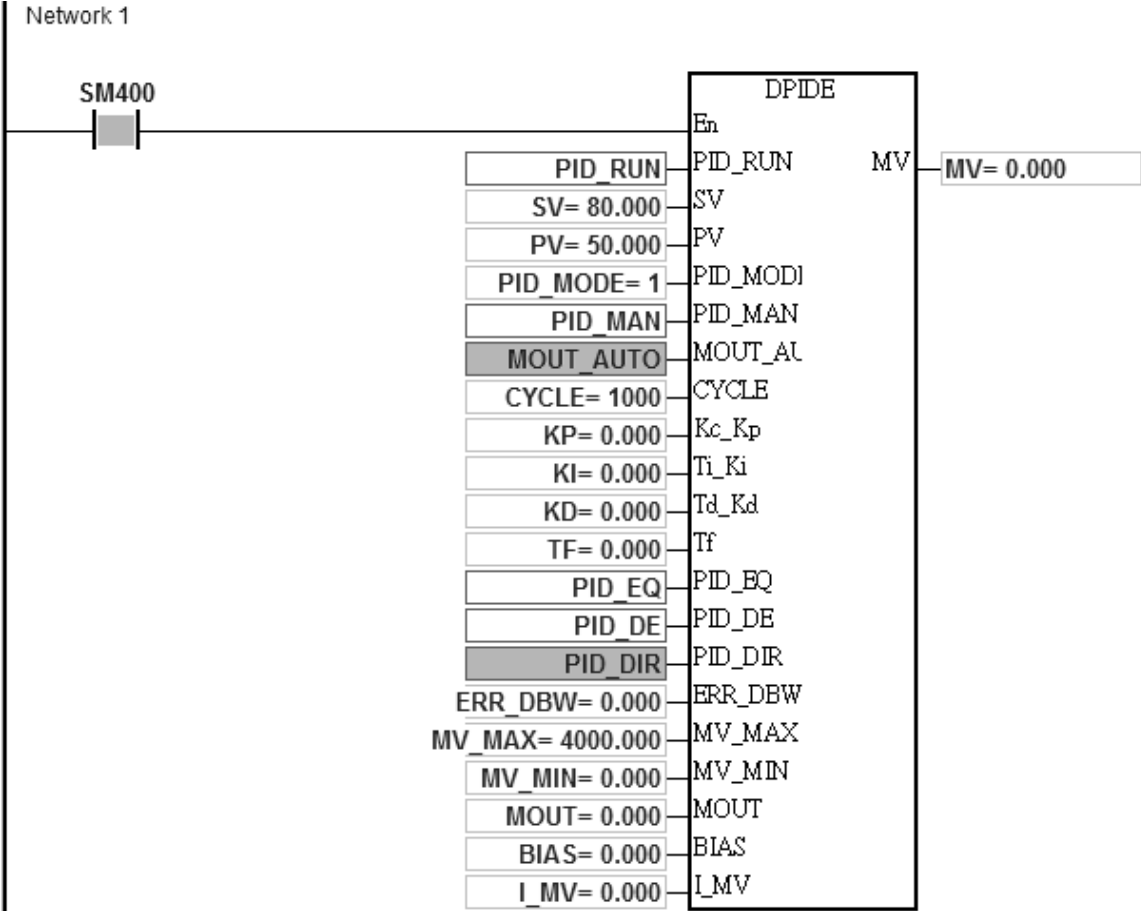 Network 1
SM400
DPIDE
En
PID_RUN PID_RUN MV MV= 0.000
SV= 80.000 SV
PV= 50.000 PV
PID_MODE= 1 PID_MODI
PID_MAN PID_MAN
MOUT_AUTO MOUT_AU
CYCLE= 1000 CYCLE
KP= 0.000 Kc_Kp
KI= 0.000 Ti_Ki
KD= 0.000 Td_Kd
TF= 0.000 Tf
PID_EQ PID_EQ
PID_DE PID_DE
PID_DIR PID_DIR
ERR_DBW= 0.000 ERR_DBW
MV_MAX= 4000.000 MV_MAX
MV_MIN= 0.000 MV_MIN
MOUT= 0.000 MOUT
BIAS= 0.000 BIAS
I_MV= 0.000 I_MV